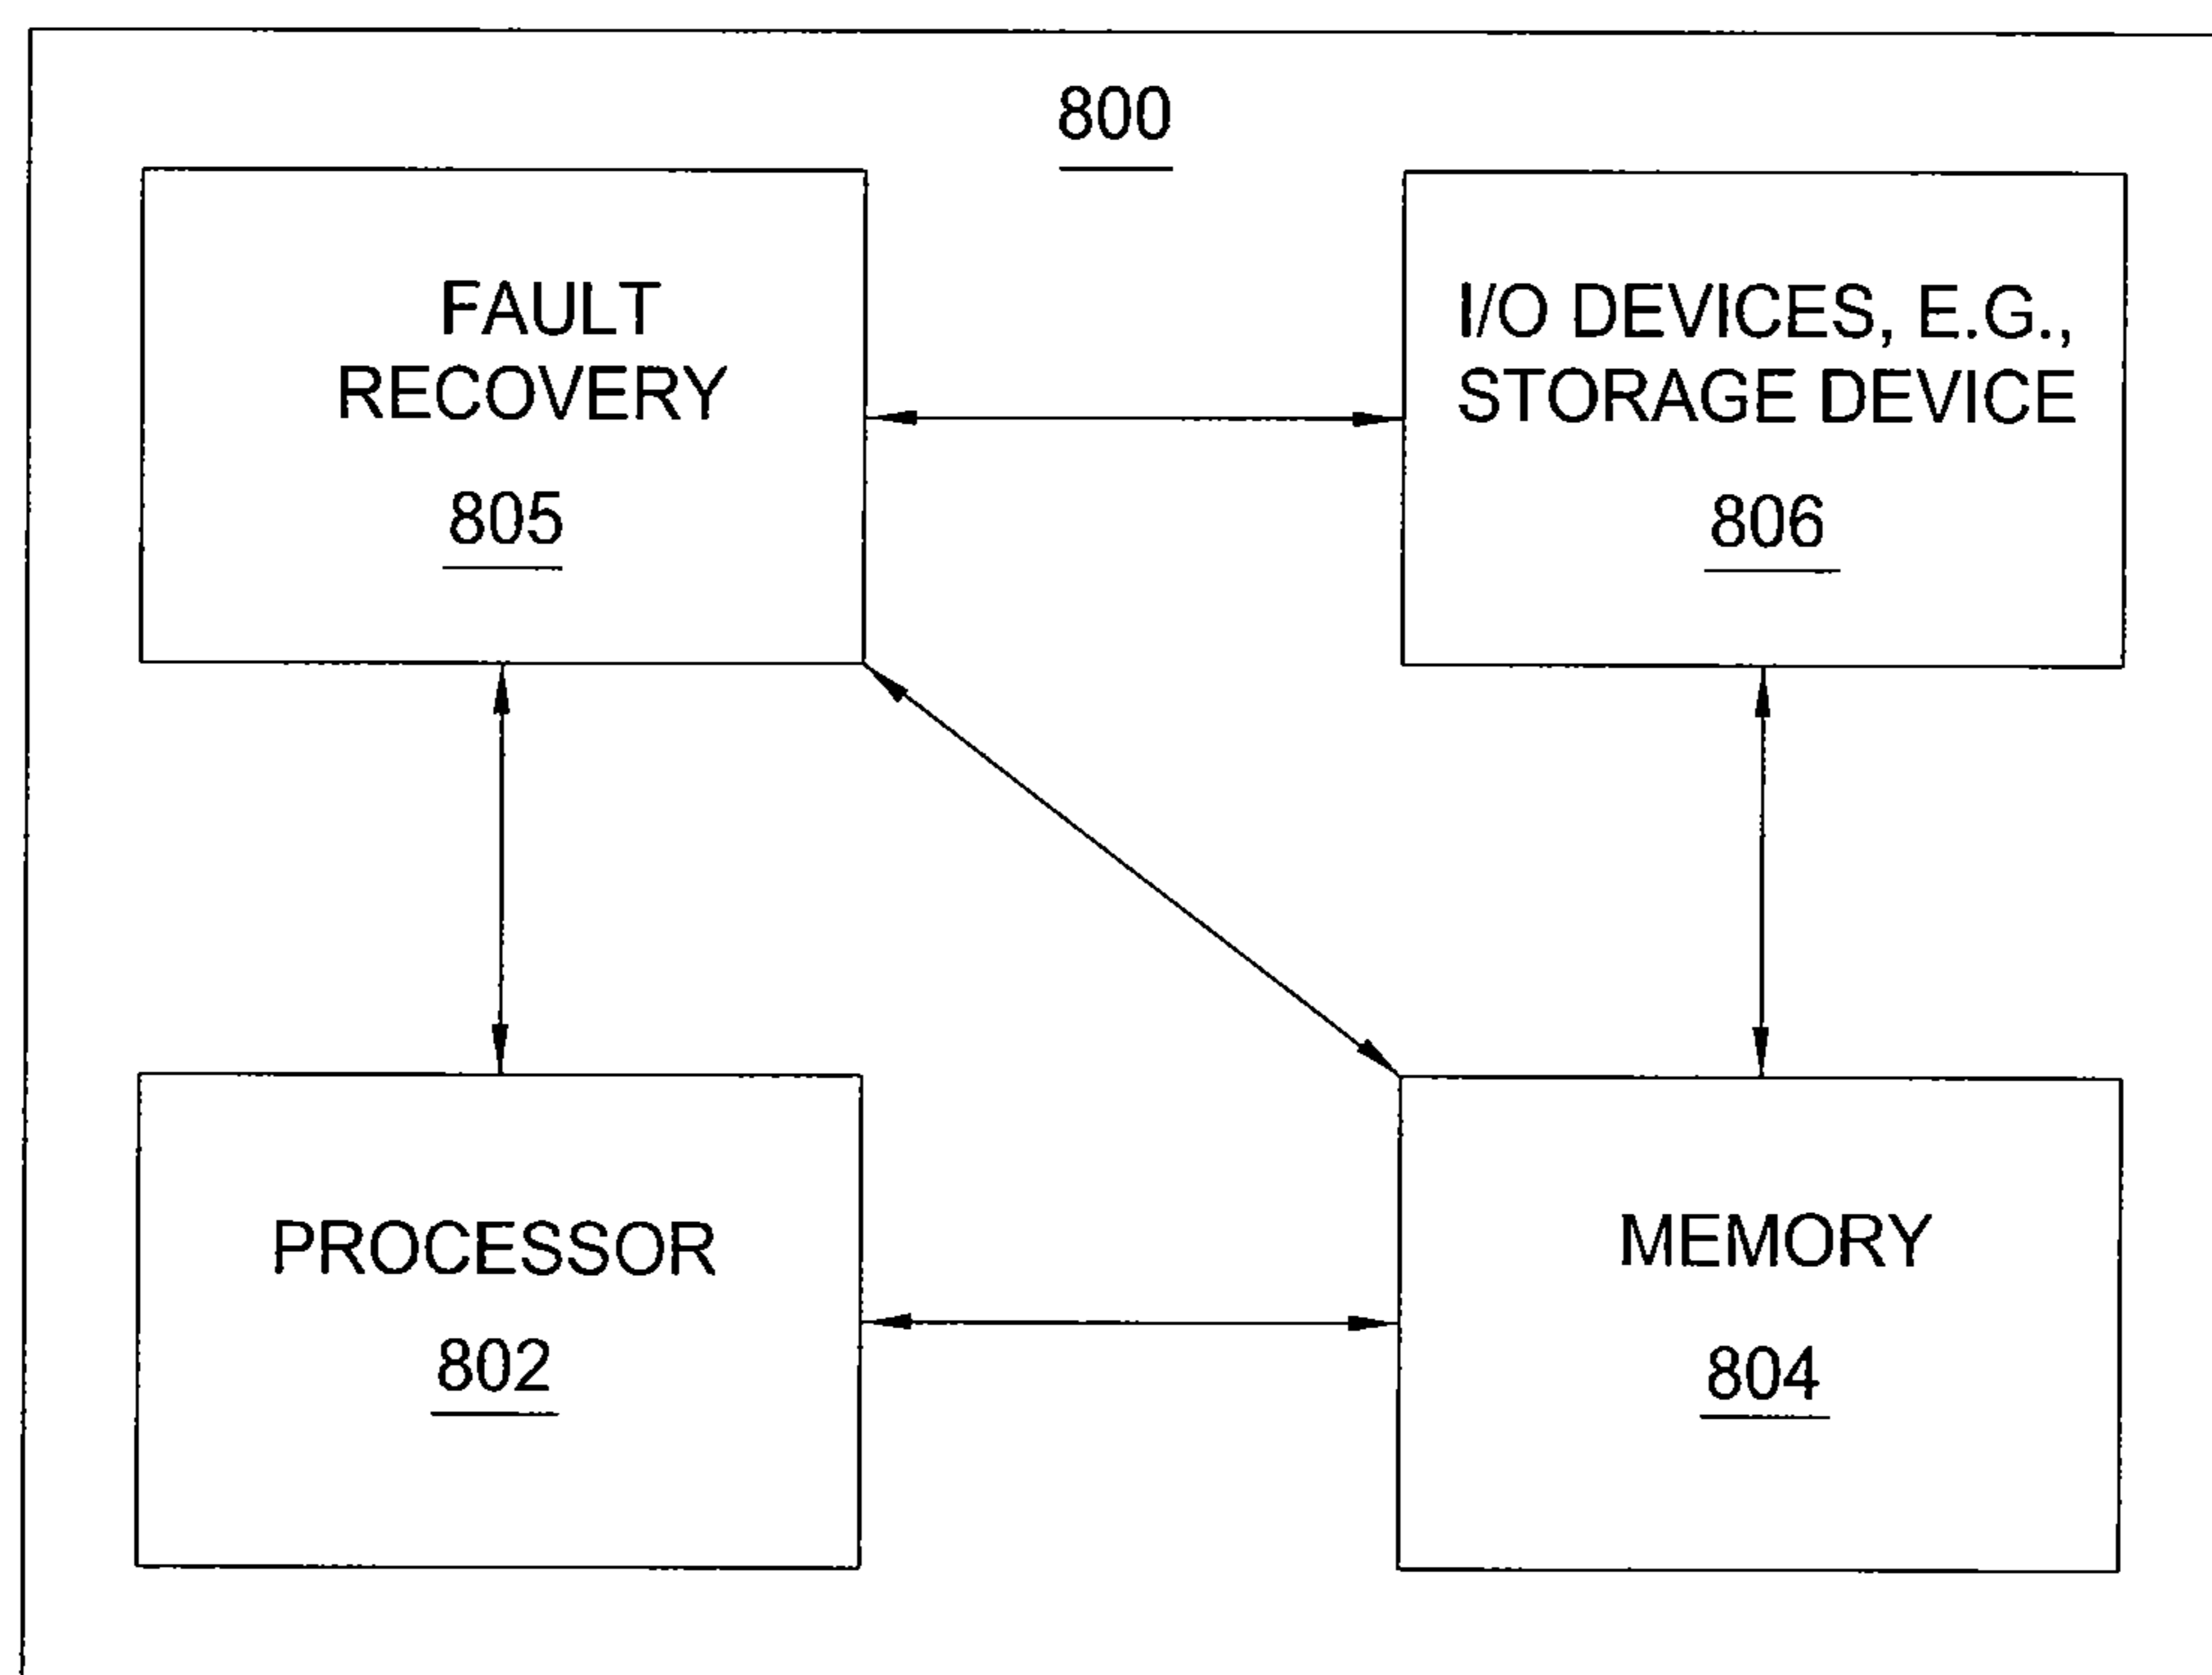 800
FAULT
RECOVERY
805
I/O DEVICES, E.G.,
STORAGE DEVICE
806
PROCESSOR
802
MEMORY
804